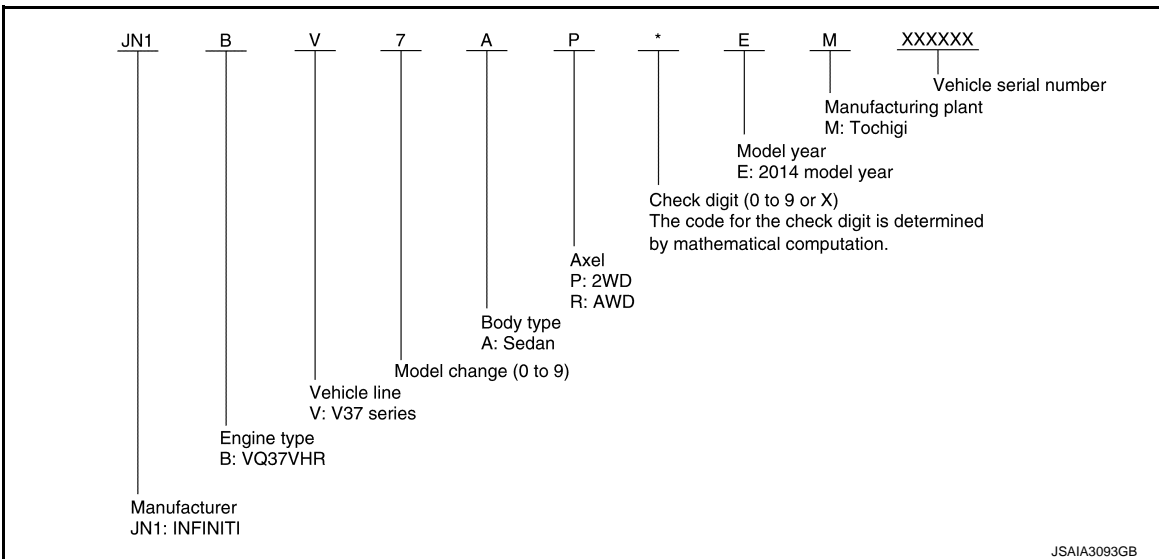 JN1 B V 7 A P * E M XXXXXX
Vehicle serial number
Manufacturing plant
M: Tochigi
Model year
E: 2014 model year
Check digit (0 to 9 or X)
The code for the check digit is determined
by mathematical computation.
Axel
P: 2WD
R: AWD
Body type
A: Sedan
Model change (0 to 9)
Vehicle line
V: V37 series
Engine type
B: VQ37VHR
Manufacturer
JN1: INFINITI
JSAIA3093GB